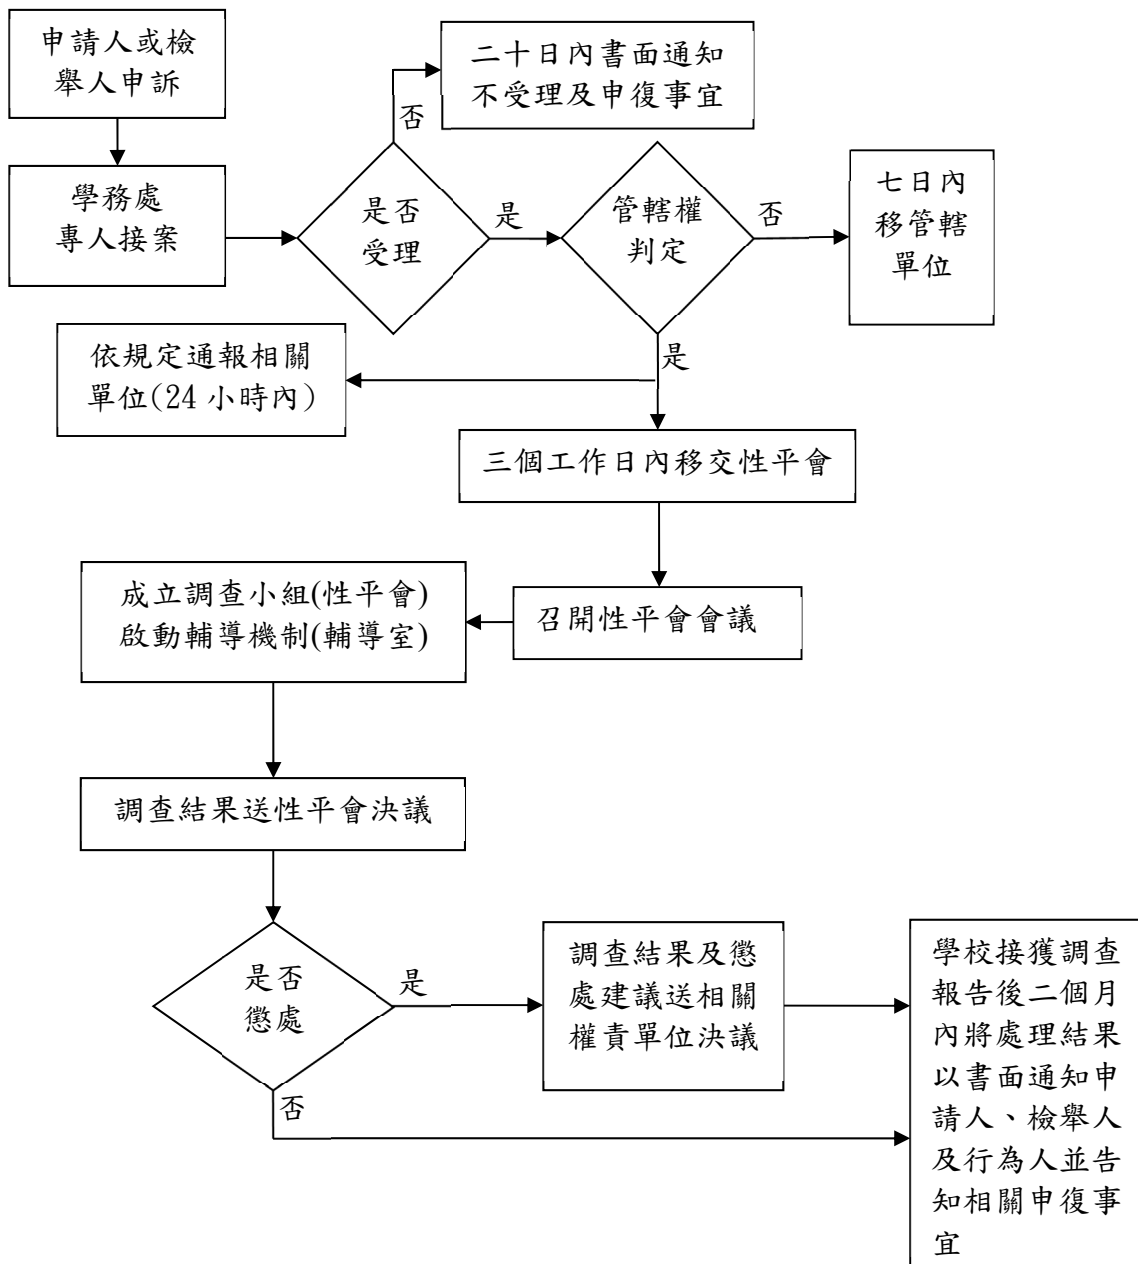 申請人或檢
舉人申訴
二十日內書面通知
不受理及申復事宜
否
學務處
專人接案
是否
受理
是
管轄權
判定
否
七日內
移管轄
單位
依規定通報相關
單位(24 小時內)
是
三個工作日內移交性平會
成立調查小組(性平會)
啟動輔導機制(輔導室)
召開性平會會議
調查結果送性平會決議
是否
懲處
是
調查結果及懲
處建議送相關
權責單位決議
學校接獲調查
報告後二個月
內將處理結果
以書面通知申
請人、檢舉人
及行為人並告
知相關申復事
宜
否